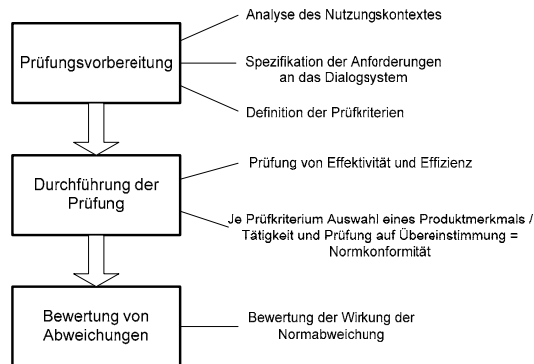 Prüfungsvorbereitung
Analyse des Nutzungskontextes
Spezifikation der Anforderungen
an das Dialogsystem
Definition der Prüfkriterien
Durchführung der
Prüfung
Prüfung von Effektivität und Effizienz
Je Prüfkriterium Auswahl eines Produktmerkmals /
Tätigkeit und Prüfung auf Übereinstimmung =
Normkonformität
Bewertung von
Abweichungen
Bewertung der Wirkung der
Normabweichung